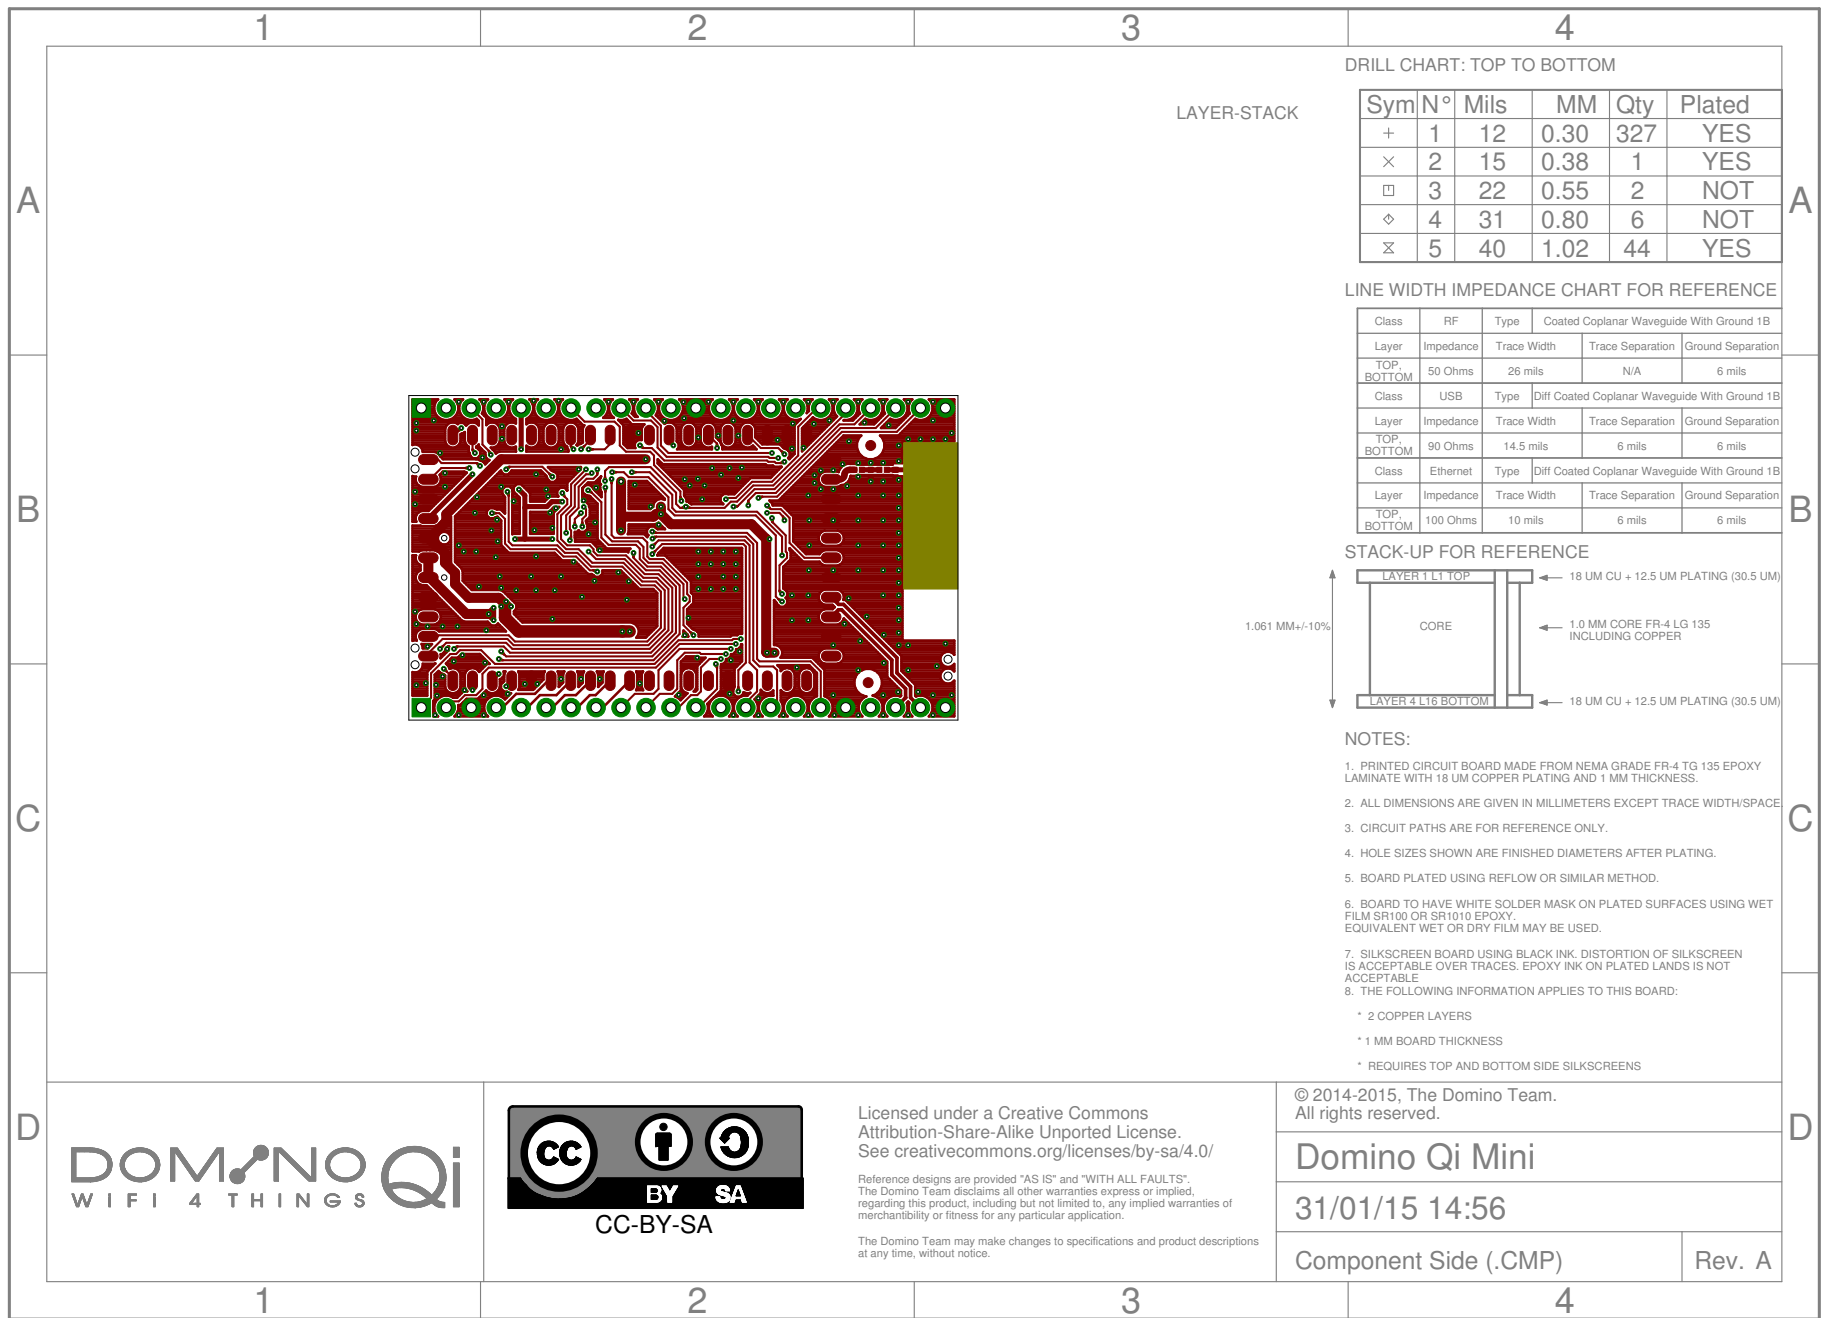 1 2 3 4
A
B
C
D
A
B
C
D
1 2 3 4
LAYER-STACK
DRILL CHART: TOP TO BOTTOM
Sym N° Mils MM Qty Plated
+ 1 12 0.30 327 YES
× 2 15 0.38 1 YES
3 22 0.55 2 NOT
4 31 0.80 6 NOT
5 40 1.02 44 YES
LINE WIDTH IMPEDANCE CHART FOR REFERENCE
Class RF Type Coated Coplanar Waveguide With Ground 1B
Layer Impedance Trace Width Trace Separation Ground Separation
TOP,
BOTTOM 50 Ohms 26 mils N/A 6 mils
Class USB Type Diff Coated Coplanar Waveguide With Ground 1B
Layer Impedance Trace Width Trace Separation Ground Separation
TOP,
BOTTOM 90 Ohms 14.5 mils 6 mils 6 mils
Class Ethernet Type Diff Coated Coplanar Waveguide With Ground 1B
Layer Impedance Trace Width Trace Separation Ground Separation
TOP,
BOTTOM 100 Ohms 10 mils 6 mils 6 mils
STACK-UP FOR REFERENCE
LAYER 1 L1 TOP 18 UM CU + 12.5 UM PLATING (30.5 UM)
1.061 MM+/-10% CORE 1.0 MM CORE FR-4 LG 135
INCLUDING COPPER
LAYER 4 L16 BOTTOM 18 UM CU + 12.5 UM PLATING (30.5 UM)
NOTES:
1. PRINTED CIRCUIT BOARD MADE FROM NEMA GRADE FR-4 TG 135 EPOXY
LAMINATE WITH 18 UM COPPER PLATING AND 1 MM THICKNESS.
2. ALL DIMENSIONS ARE GIVEN IN MILLIMETERS EXCEPT TRACE WIDTH/SPACE
3. CIRCUIT PATHS ARE FOR REFERENCE ONLY.
4. HOLE SIZES SHOWN ARE FINISHED DIAMETERS AFTER PLATING.
5. BOARD PLATED USING REFLOW OR SIMILAR METHOD.
6. BOARD TO HAVE WHITE SOLDER MASK ON PLATED SURFACES USING WET
FILM SR100 OR SR1010 EPOXY.
EQUIVALENT WET OR DRY FILM MAY BE USED.
7. SILKSCREEN BOARD USING BLACK INK. DISTORTION OF SILKSCREEN
IS ACCEPTABLE OVER TRACES. EPOXY INK ON PLATED LANDS IS NOT
ACCEPTABLE
8. THE FOLLOWING INFORMATION APPLIES TO THIS BOARD:
* 2 COPPER LAYERS
* 1 MM BOARD THICKNESS
* REQUIRES TOP AND BOTTOM SIDE SILKSCREENS
DOMINO Qi
WIFI 4 THINGS
cc
BY SA
CC-BY-SA
Licensed under a Creative Commons
Attribution-Share-Alike Unported License.
See creativecommons.org/licenses/by-sa/4.0/
Reference designs are provided "AS IS" and "WITH ALL FAULTS".
The Domino Team disclaims all other warranties express or implied,
regarding this product, including but not limited to, any implied warranties of
merchantibility or fitness for any particular application.
The Domino Team may make changes to specifications and product descriptions
at any time, without notice.
© 2014-2015, The Domino Team.
All rights reserved.
Domino Qi Mini
31/01/15 14:56
Component Side (.CMP) Rev. A